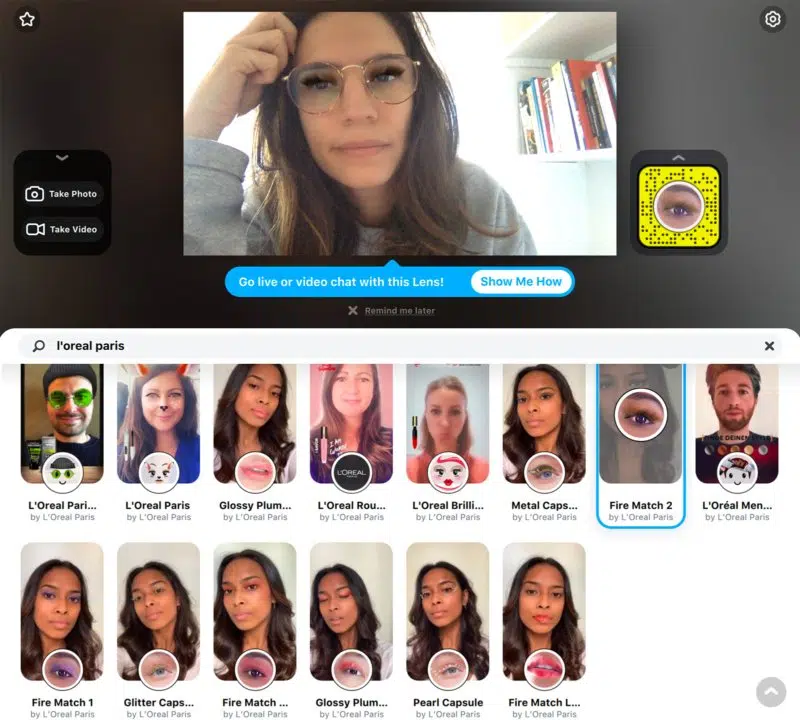 Take Photo
Take Video
Go live or video chat with this Lens!
Show Me How
Remind me later
l'oreal paris
L'Oreal Pari...
by L'Oreal Paris
L'Oreal Paris
by L'Oreal Paris
Glossy Plum...
by L'Oreal Paris
L'ORÉAL
L'Oreal Rou...
by L'Oreal Paris
L'Oreal Brilli...
by L'Oreal Paris
Metal Caps...
by L'Oreal Paris
Fire Match 2
by L'Oreal Paris
DEINEN
L'Oréal Men...
by L'Oreal Paris
Fire Match 1
by L'Oreal Paris
Glitter Caps...
by L'Oreal Paris
Fire Match ...
by L'Oreal Paris
Glossy Plum...
by L'Oreal Paris
Pearl Capsule
by L'Oreal Paris
Fire Match L...
by L'Oreal Paris